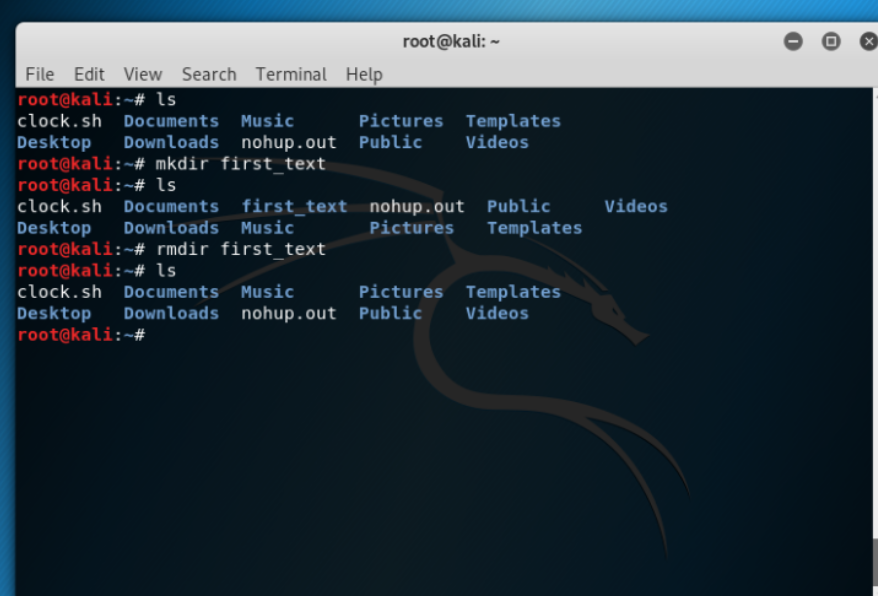 root@kali: ~
File Edit View Search Terminal Help
root@kali:~# ls
clock.sh Documents Music Pictures Templates
Desktop Downloads nohup.out Public Videos
root@kali:~# mkdir first_text
root@kali:~# ls
clock.sh Documents first_text nohup.out Public Videos
Desktop Downloads Music Pictures Templates
root@kali:~# rmdir first_text
root@kali:~# ls
clock.sh Documents Music Pictures Templates
Desktop Downloads nohup.out Public Videos
root@kali:~#